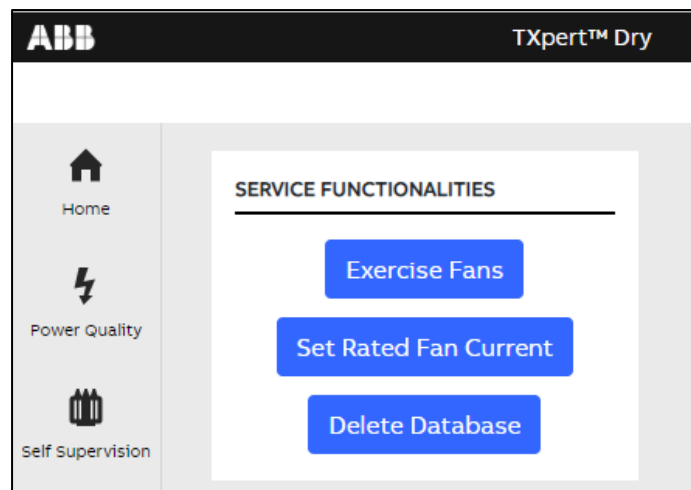 ABB
TXpert™ Dry
Home
SERVICE FUNCTIONALITIES
Exercise Fans
Power Quality
Set Rated Fan Current
Self Supervision
Delete Database